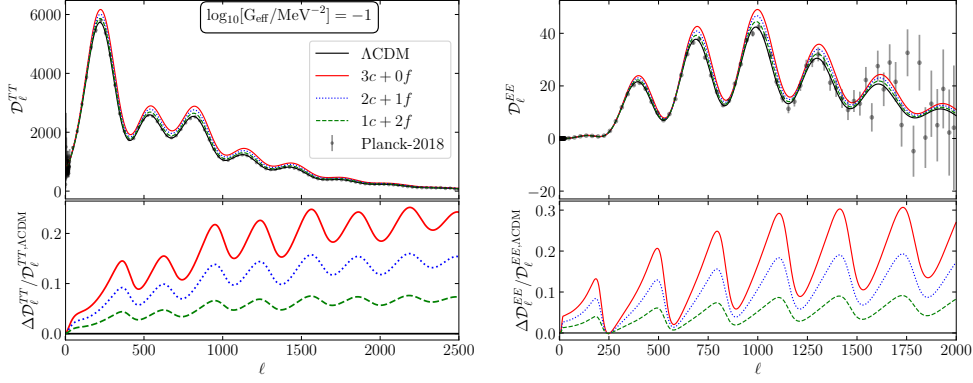 log₁₀[G_eff/MeV⁻²] = −1
ΛCDM
3c + 0f
2c + 1f
1c + 2f
Planck-2018
𝒟_ℓ^{TT}
6000
4000
2000
0
Δ𝒟_ℓ^{TT}/𝒟_ℓ^{TT,ΛCDM}
0.2
0.1
0.0
0 500 1000 1500 2000 2500
ℓ
𝒟_ℓ^{EE}
40
20
0
−20
Δ𝒟_ℓ^{EE}/𝒟_ℓ^{EE,ΛCDM}
0.3
0.2
0.1
0.0
0 250 500 750 1000 1250 1500 1750 2000
ℓ